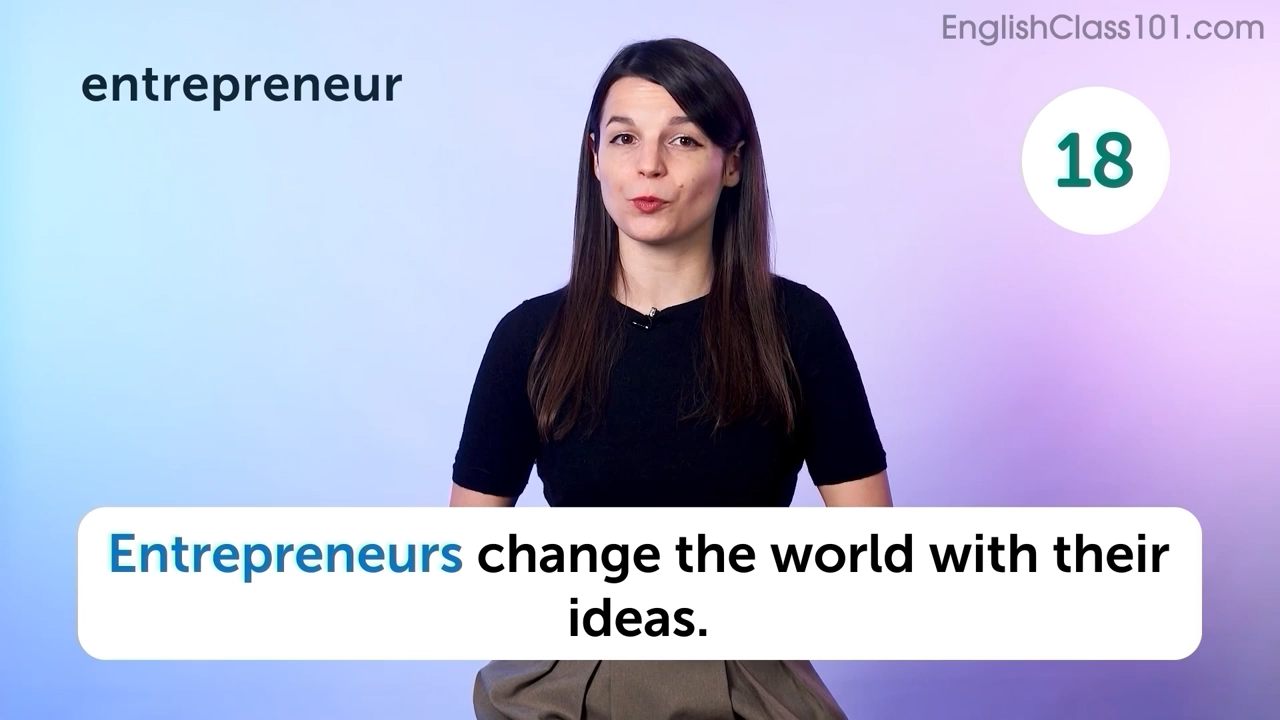 EnglishClass101.com
entrepreneur
18
Entrepreneurs change the world with their
ideas.